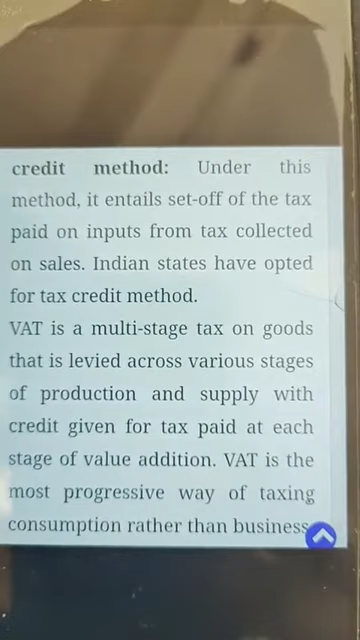 credit method: Under this
method, it entails set-off of the tax
paid on inputs from tax collected
on sales. Indian states have opted
for tax credit method.
VAT is a multi-stage tax on goods
that is levied across various stages
of production and supply with
credit given for tax paid at each
stage of value addition. VAT is the
most progressive way of taxing
consumption rather than business